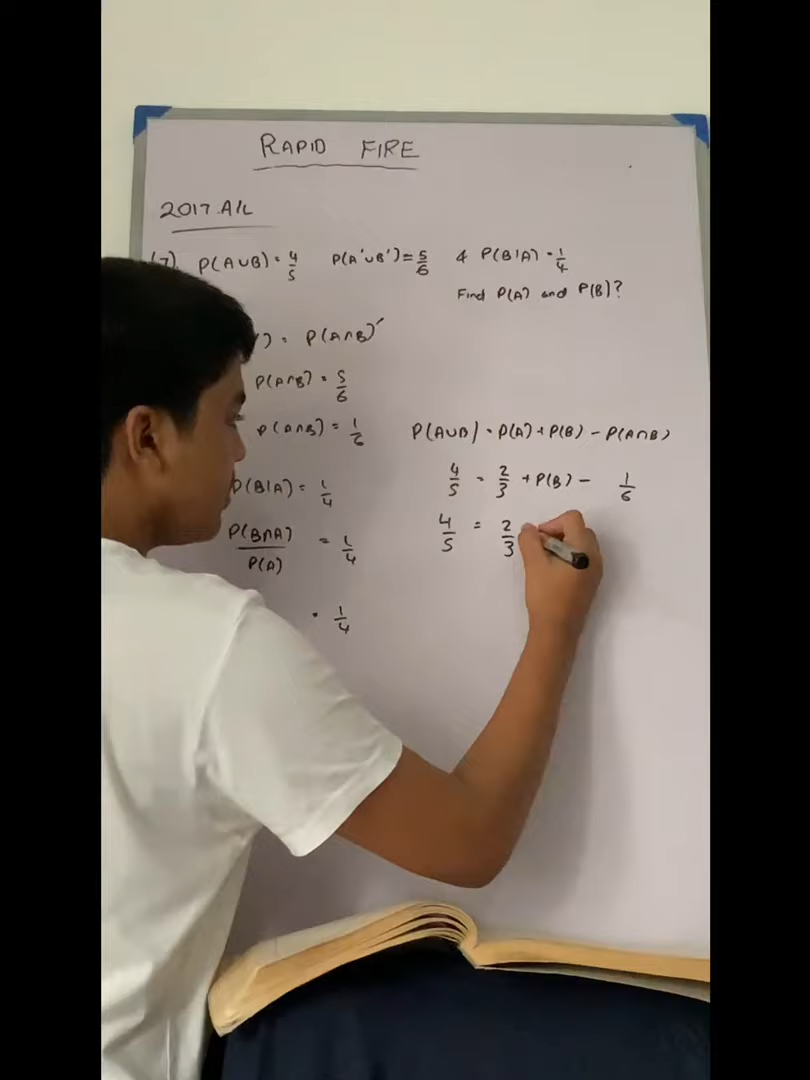 RAPID FIRE
2017 A/L
(7) P(A∪B) = 4/5 P(A'∪B') = 5/6 & P(B|A) = 1/4
Find P(A) and P(B)?
') = P(A∩B)'
P(A∩B) = 5/6
P(A∩B) = 1/6
P(B|A) = 1/4
P(B∩A)/P(A) = 1/4
= 1/4
P(A∪B) = P(A) + P(B) - P(A∩B)
4/5 = 2/3 + P(B) - 1/6
4/5 = 2/3